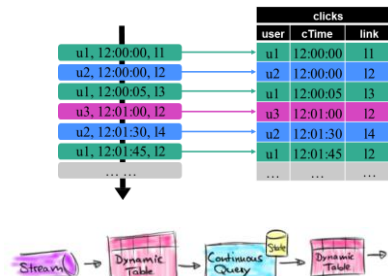 clicks
user cTime link
u1, 12:00:00, l1 u1 12:00:00 l1
u2, 12:00:00, l2 u2 12:00:00 l2
u1, 12:00:05, l3 u1 12:00:05 l3
u3, 12:01:00, l2 u3 12:01:00 l2
u2, 12:01:30, l4 u2 12:01:30 l4
u1, 12:01:45, l2 u1 12:01:45 l2
... ... ... ... ...
Stream
Dynamic Table
Continuous Query
State
Dynamic Table